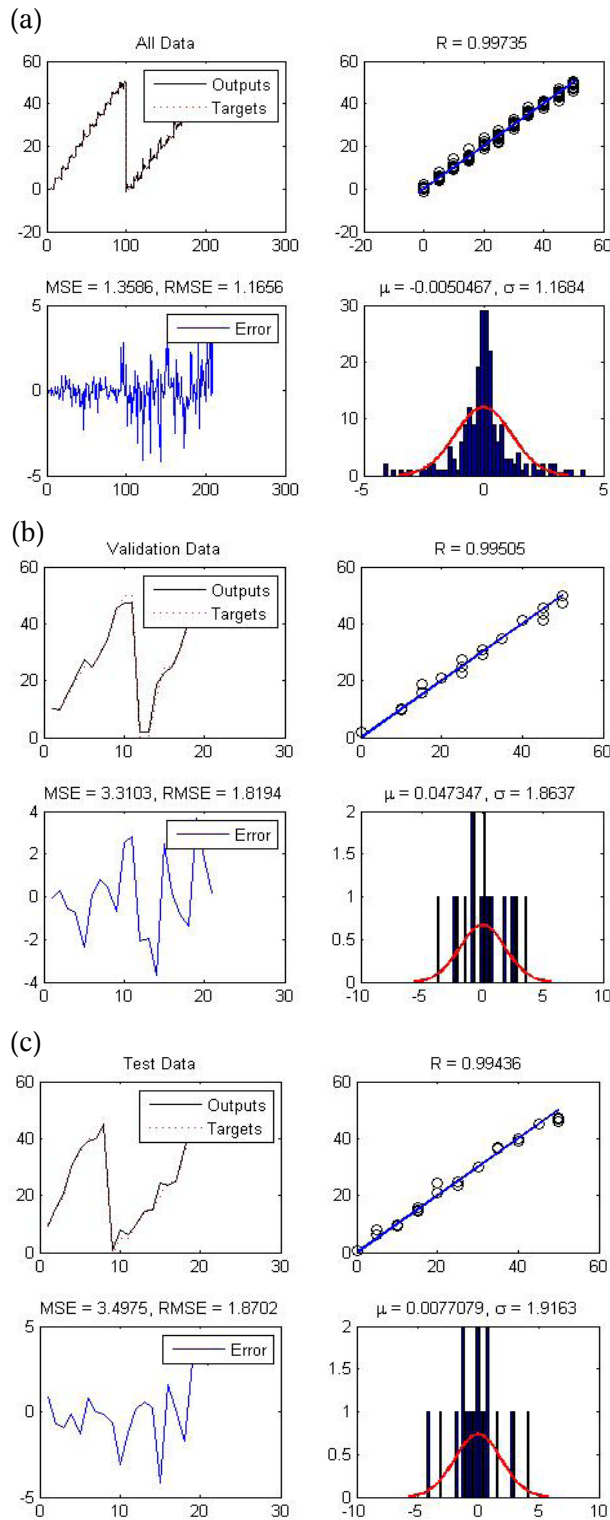 (a)
All Data
60
40
20
0
-20
0 100 200 300
Outputs
Targets
R = 0.99735
60
40
20
0
-20
-20 0 20 40 60
MSE = 1.3586, RMSE = 1.1656
5
0
-5
0 100 200 300
Error
μ = -0.0050467, σ = 1.1684
30
20
10
0
-5 0 5
(b)
Validation Data
60
40
20
0
0 10 20 30
Outputs
Targets
R = 0.99505
60
40
20
0
0 20 40 60
MSE = 3.3103, RMSE = 1.8194
4
2
0
-2
-4
0 10 20 30
Error
μ = 0.047347, σ = 1.8637
2
1.5
1
0.5
0
-10 -5 0 5 10
(c)
Test Data
60
40
20
0
0 10 20 30
Outputs
Targets
R = 0.99436
60
40
20
0
0 20 40 60
MSE = 3.4975, RMSE = 1.8702
5
0
-5
0 10 20 30
Error
μ = 0.0077079, σ = 1.9163
2
1.5
1
0.5
0
-10 -5 0 5 10